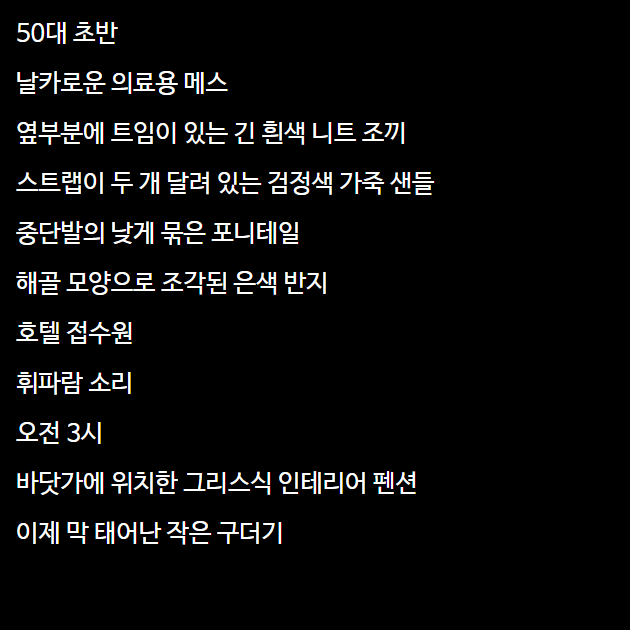 50대 초반
날카로운 의료용 메스
옆부분에 트임이 있는 긴 흰색 니트 조끼
스트랩이 두 개 달려 있는 검정색 가죽 샌들
중단발의 낮게 묶은 포니테일
해골 모양으로 조각된 은색 반지
호텔 접수원
휘파람 소리
오전 3시
바닷가에 위치한 그리스식 인테리어 펜션
이제 막 태어난 작은 구더기